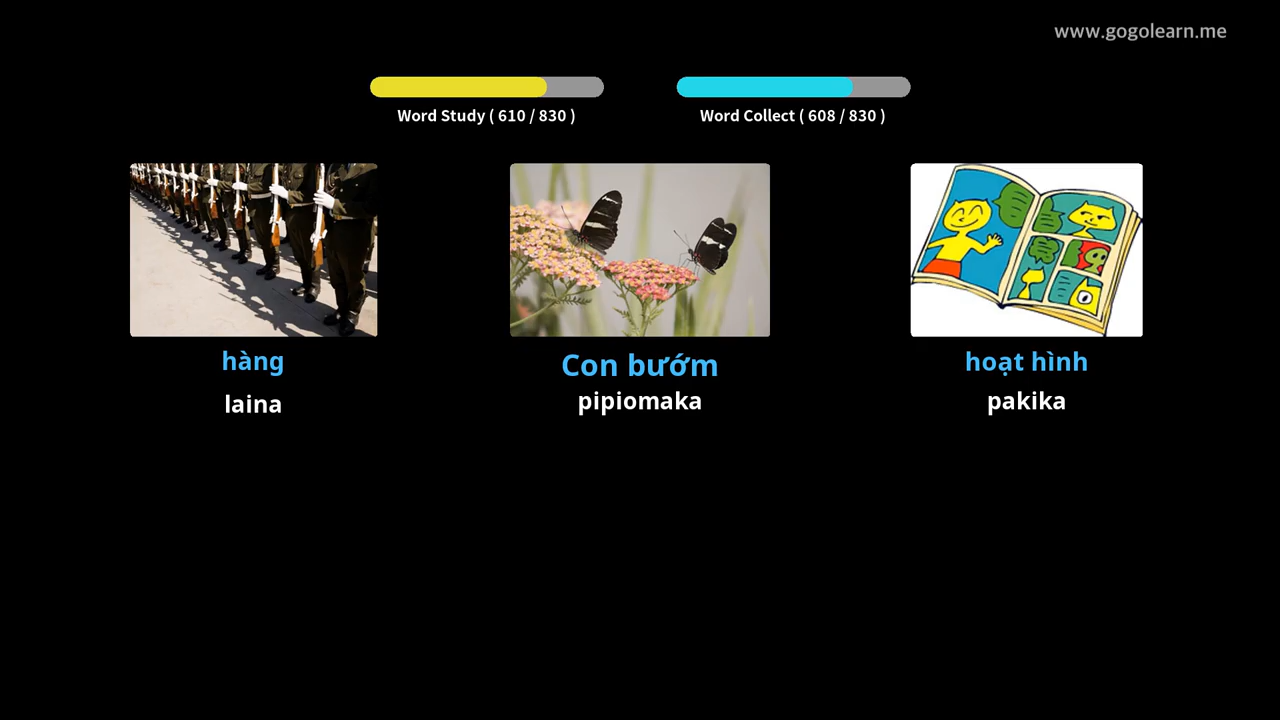 www.gogolearn.me
Word Study ( 610 / 830 )
Word Collect ( 608 / 830 )
hàng
laina
Con bướm
pipiomaka
hoạt hình
pakika